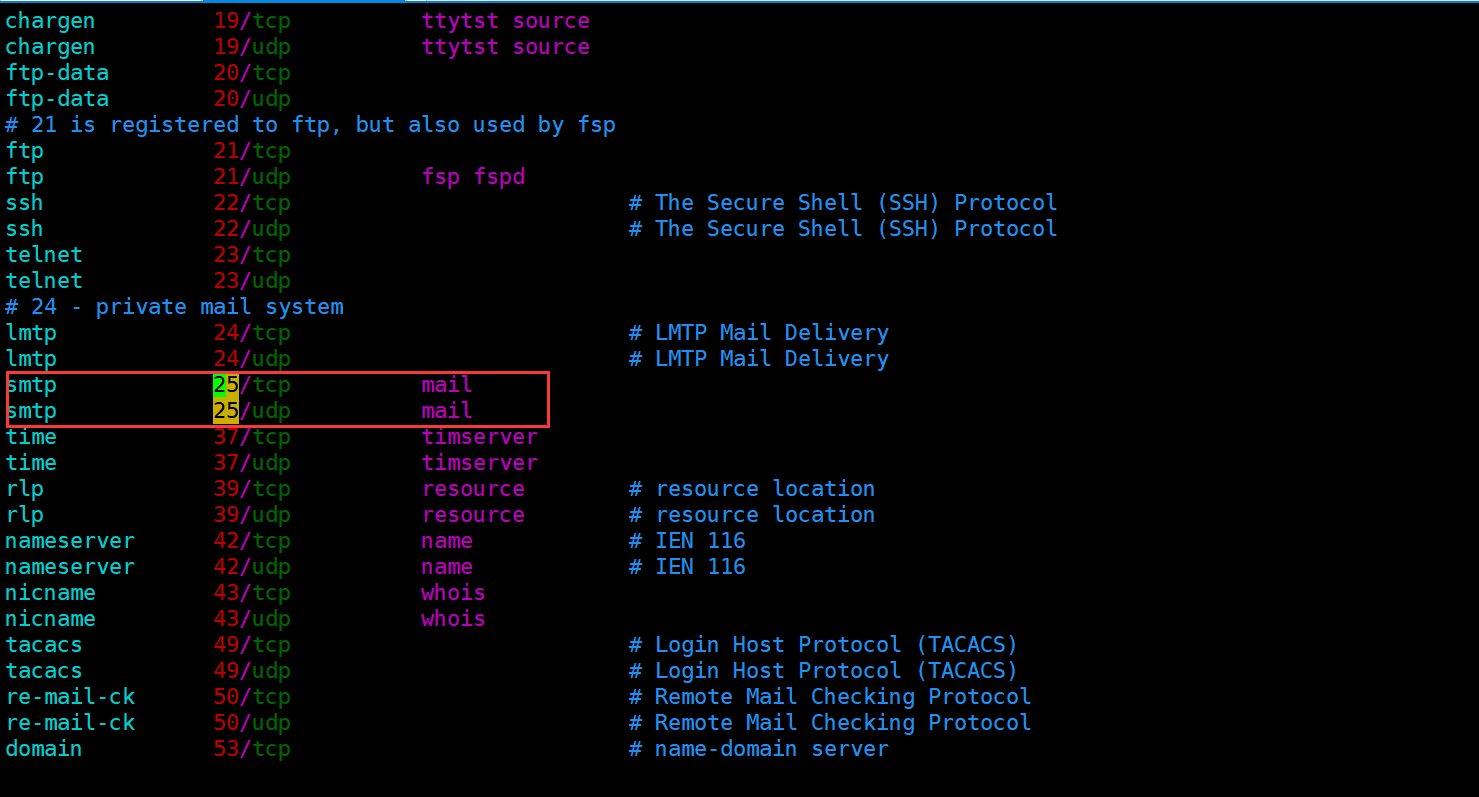 chargen 19/tcp ttytst source
chargen 19/udp ttytst source
ftp-data 20/tcp
ftp-data 20/udp
# 21 is registered to ftp, but also used by fsp
ftp 21/tcp
ftp 21/udp fsp fspd
ssh 22/tcp # The Secure Shell (SSH) Protocol
ssh 22/udp # The Secure Shell (SSH) Protocol
telnet 23/tcp
telnet 23/udp
# 24 - private mail system
lmtp 24/tcp # LMTP Mail Delivery
lmtp 24/udp # LMTP Mail Delivery
smtp 25/tcp mail
smtp 25/udp mail
time 37/tcp timserver
time 37/udp timserver
rlp 39/tcp resource # resource location
rlp 39/udp resource # resource location
nameserver 42/tcp name # IEN 116
nameserver 42/udp name # IEN 116
nicname 43/tcp whois
nicname 43/udp whois
tacacs 49/tcp # Login Host Protocol (TACACS)
tacacs 49/udp # Login Host Protocol (TACACS)
re-mail-ck 50/tcp # Remote Mail Checking Protocol
re-mail-ck 50/udp # Remote Mail Checking Protocol
domain 53/tcp # name-domain server